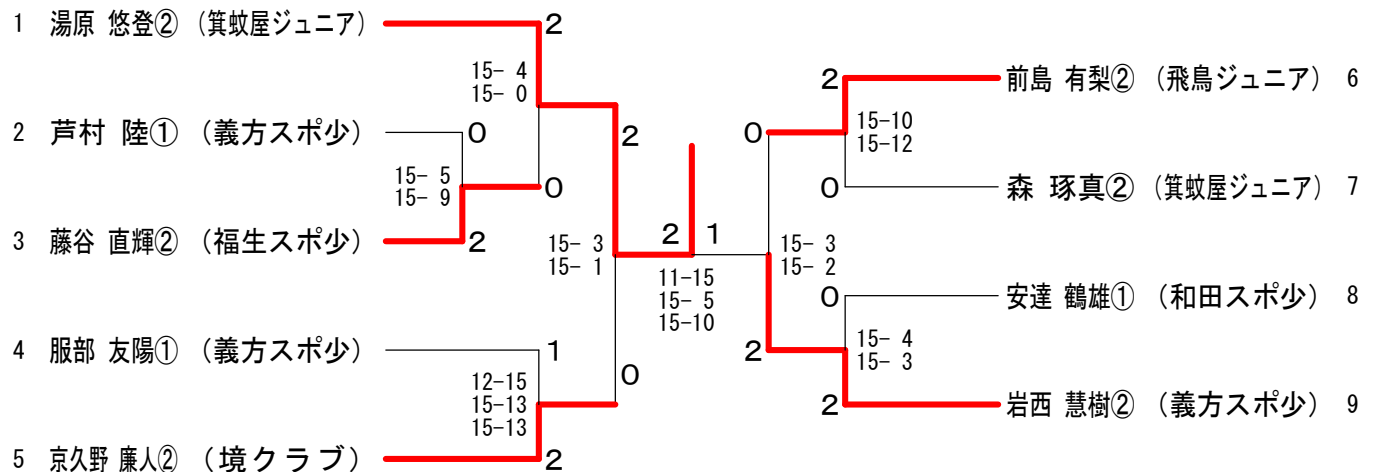 1 湯原 悠登② (箕蚊屋ジュニア) 2
15- 4
15- 0
2 芦村 陸① (義方スポ少) 0
15- 5
15- 9
0
3 藤谷 直輝② (福生スポ少) 2
2
15- 3
15- 1
4 服部 友陽① (義方スポ少) 1
12-15
15-13
15-13
0
5 京久野 廉人② (境クラブ) 2
2 1
11-15
15- 5
15-10
2 前島 有梨② (飛鳥ジュニア) 6
0
15-10
15-12
0 森 琢真② (箕蚊屋ジュニア) 7
15- 3
15- 2
0 安達 鶴雄① (和田スポ少) 8
15- 4
15- 3
2
2 岩西 慧樹② (義方スポ少) 9